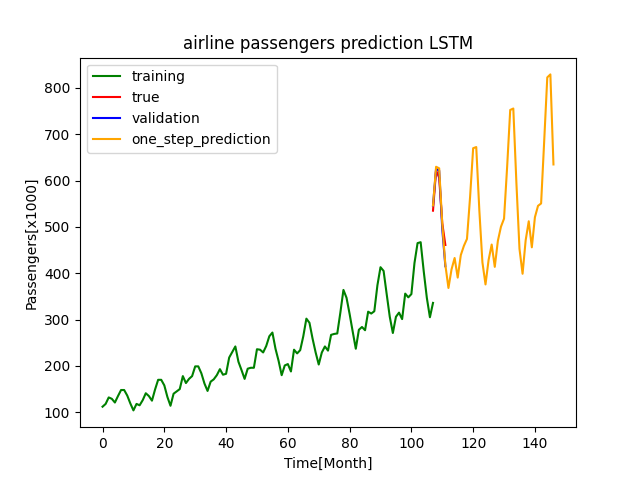 airline passengers prediction LSTM
training
true
validation
one_step_prediction
800
700
600
500
400
300
200
100
Passengers[x1000]
0 20 40 60 80 100 120 140
Time[Month]